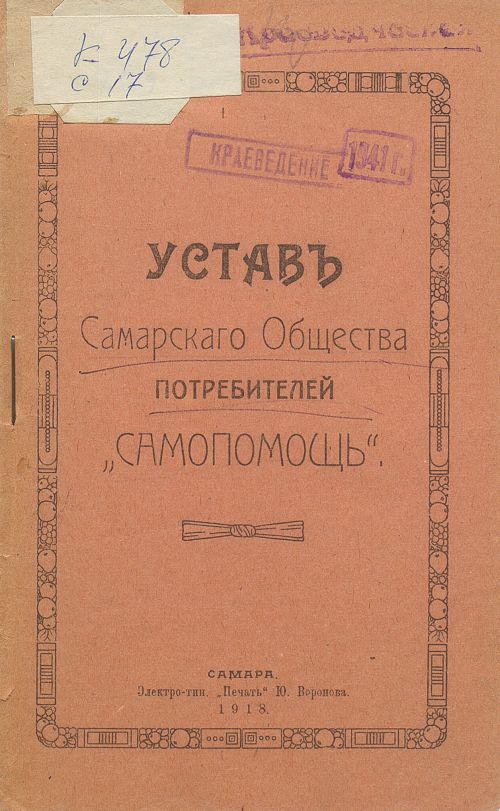 К 478
С 17
КРАЕВЕДЕНИЕ 1941 г.
УСТАВЪ
Самарскаго Общества
ПОТРЕБИТЕЛЕЙ
„САМОПОМОЩЬ“.
САМАРА.
Электро-тип. „Печать“ Ю. Воронова.
1918.